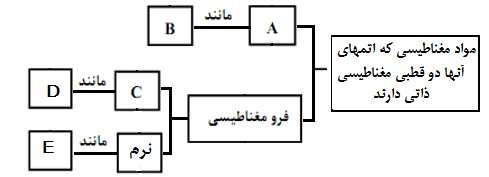 مواد مغناطیسی که اتمهای
آنها دو قطبی مغناطیسی
ذاتی دارند
A
مانند
B
فرو مغناطیسی
C
مانند
D
نرم
مانند
E